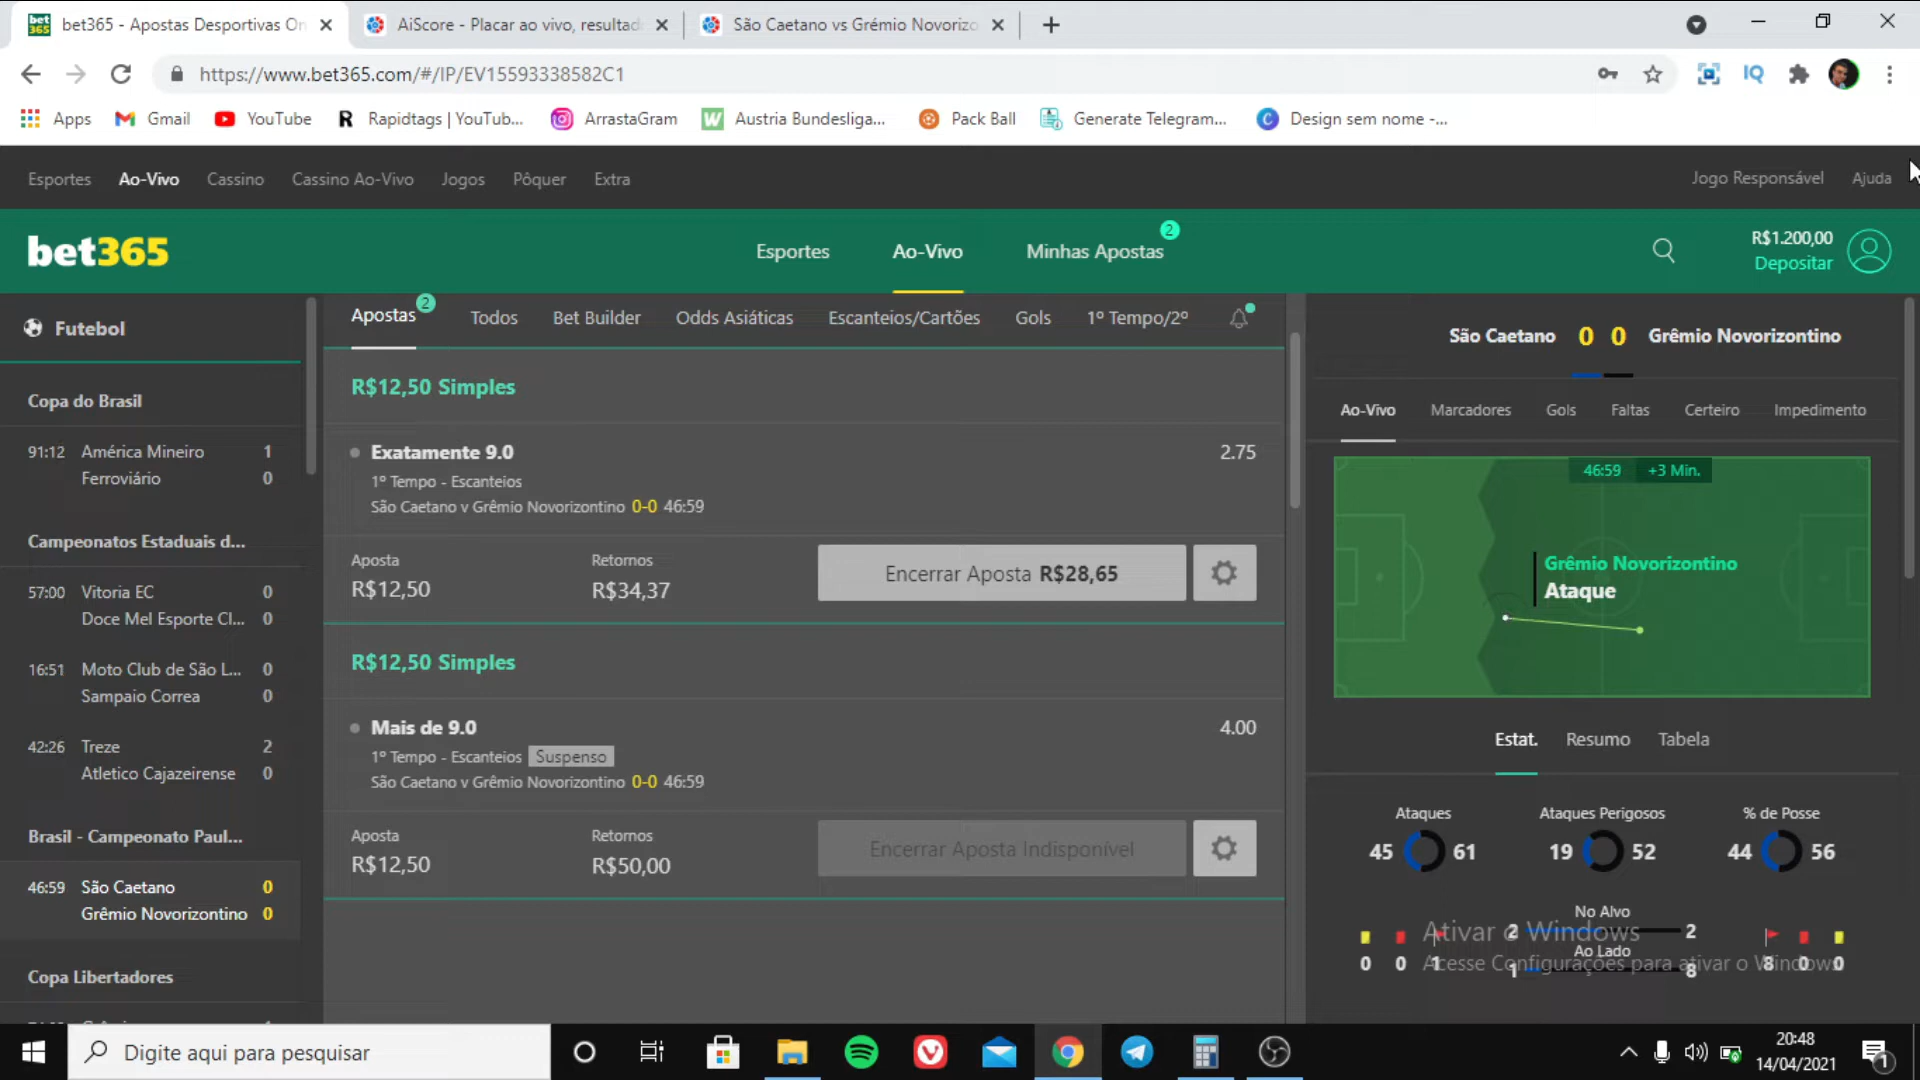 bet365 - Apostas Desportivas On
AiScore - Placar ao vivo, resultad
São Caetano vs Grémio Novorizo
https://www.bet365.com/#/IP/EV15593338582C1
IQ
Apps
Gmail
YouTube
Rapidtags | YouTub...
ArrastaGram
Austria Bundesliga...
Pack Ball
Generate Telegram...
Design sem nome -...
Esportes
Ao-Vivo
Cassino
Cassino Ao-Vivo
Jogos
Pôquer
Extra
Jogo Responsável
Ajuda
bet365
Esportes
Ao-Vivo
Minhas Apostas
2
R$1.200,00
Depositar
Futebol
Copa do Brasil
91:12 América Mineiro 1
Ferroviário 0
Campeonatos Estaduais d...
57:00 Vitoria EC 0
Doce Mel Esporte Cl... 0
16:51 Moto Club de São L... 0
Sampaio Correa 0
42:26 Treze 2
Atletico Cajazeirense 0
Brasil - Campeonato Paul...
46:59 São Caetano 0
Grêmio Novorizontino 0
Copa Libertadores
Apostas
2
Todos
Bet Builder
Odds Asiáticas
Escanteios/Cartões
Gols
1º Tempo/2º
R$12,50 Simples
Exatamente 9.0 2.75
1º Tempo - Escanteios
São Caetano v Grêmio Novorizontino 0-0 46:59
Aposta
R$12,50
Retornos
R$34,37
Encerrar Aposta R$28,65
R$12,50 Simples
Mais de 9.0 4.00
1º Tempo - Escanteios Suspenso
São Caetano v Grêmio Novorizontino 0-0 46:59
Aposta
R$12,50
Retornos
R$50,00
Encerrar Aposta Indisponível
São Caetano 0 0 Grêmio Novorizontino
Ao-Vivo
Marcadores
Gols
Faltas
Certeiro
Impedimento
46:59 +3 Min.
Grêmio Novorizontino
Ataque
Estat.
Resumo
Tabela
Ataques
45 61
Ataques Perigosos
19 52
% de Posse
44 56
No Alvo
2 2
Ao Lado
1 8
0 0 1
8 0 0
Ativar o Windows
Acesse Configurações para ativar o Windows.
Digite aqui para pesquisar
20:48
14/04/2021
1